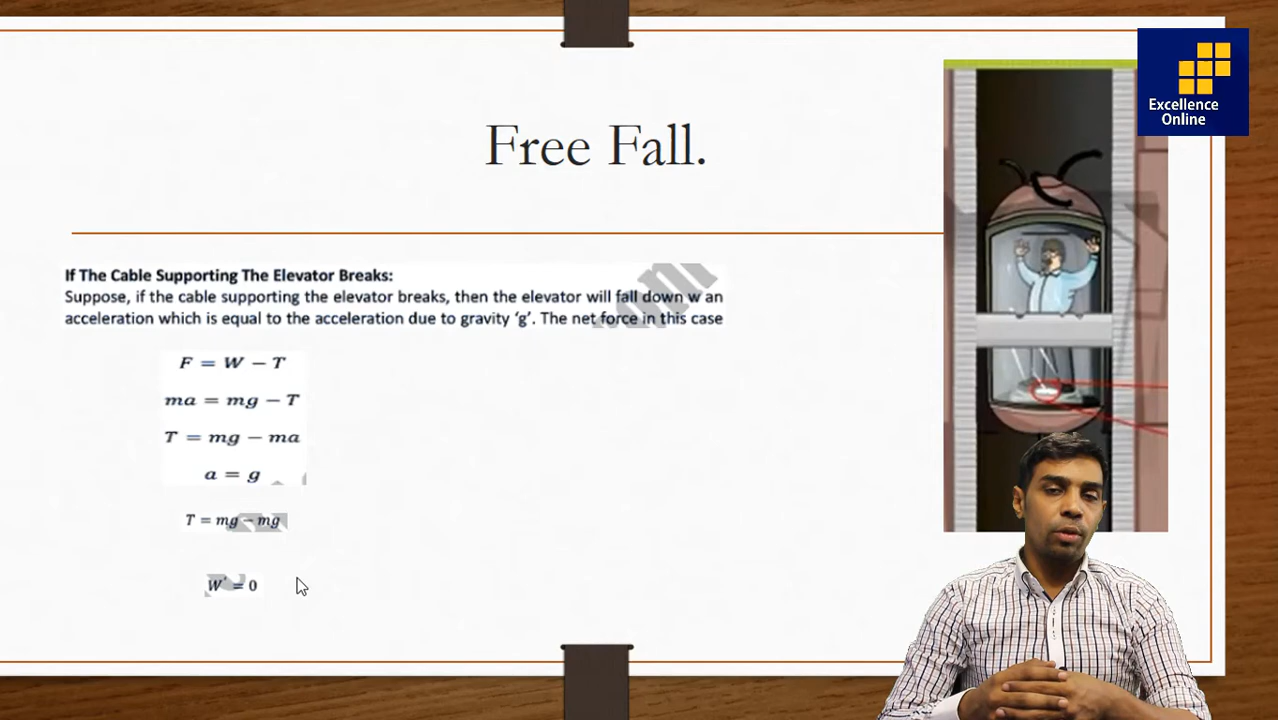 Excellence
Online
Free Fall.
If The Cable Supporting The Elevator Breaks:
Suppose, if the cable supporting the elevator breaks, then the elevator will fall down w an
acceleration which is equal to the acceleration due to gravity ‘g’. The net force in this case
F = W − T
ma = mg − T
T = mg − ma
a = g
T = mg − mg
W' = 0